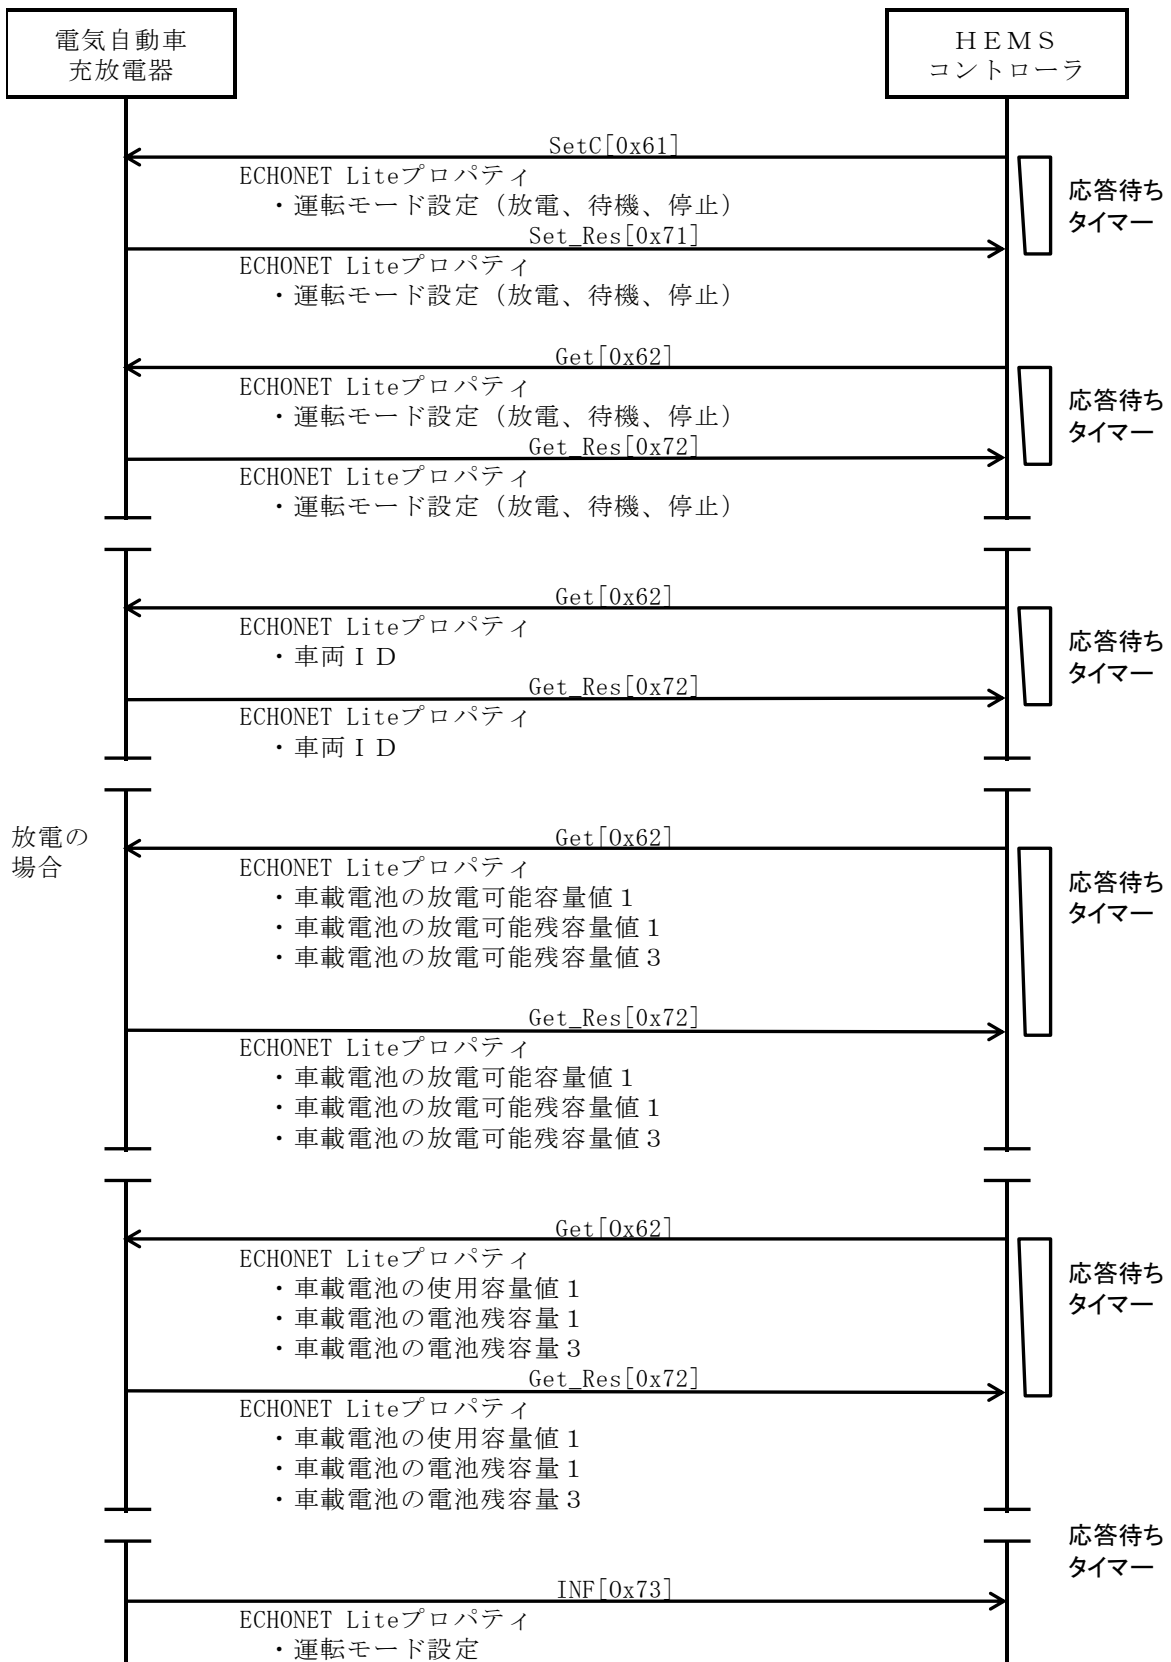 電気自動車
充放電器
ＨＥＭＳ
コントローラ
SetC[0x61]
ECHONET Liteプロパティ
・運転モード設定（放電、待機、停止）
応答待ち
タイマー
Set_Res[0x71]
ECHONET Liteプロパティ
・運転モード設定（放電、待機、停止）
Get[0x62]
ECHONET Liteプロパティ
・運転モード設定（放電、待機、停止）
応答待ち
タイマー
Get_Res[0x72]
ECHONET Liteプロパティ
・運転モード設定（放電、待機、停止）
Get[0x62]
ECHONET Liteプロパティ
・車両ＩＤ
応答待ち
タイマー
Get_Res[0x72]
ECHONET Liteプロパティ
・車両ＩＤ
放電の
場合
Get[0x62]
ECHONET Liteプロパティ
・車載電池の放電可能容量値１
・車載電池の放電可能残容量値１
・車載電池の放電可能残容量値３
応答待ち
タイマー
Get_Res[0x72]
ECHONET Liteプロパティ
・車載電池の放電可能容量値１
・車載電池の放電可能残容量値１
・車載電池の放電可能残容量値３
Get[0x62]
ECHONET Liteプロパティ
・車載電池の使用容量値１
・車載電池の電池残容量１
・車載電池の電池残容量３
応答待ち
タイマー
Get_Res[0x72]
ECHONET Liteプロパティ
・車載電池の使用容量値１
・車載電池の電池残容量１
・車載電池の電池残容量３
応答待ち
タイマー
INF[0x73]
ECHONET Liteプロパティ
・運転モード設定